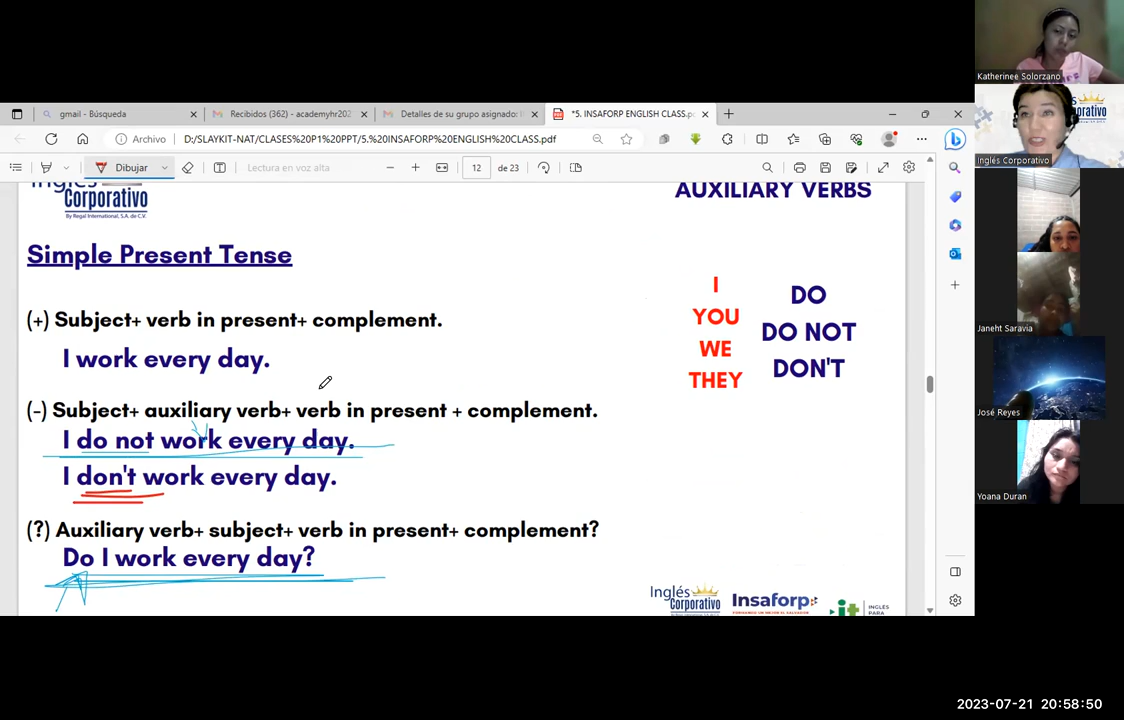 gmail - Búsqueda
Recibidos (362) - academyhr202
Detalles de su grupo asignado: I
*5. INSAFORP ENGLISH CLASS.p
Archivo
D:/SLAYKIT-NAT/CLASES%20P1%20PPT/5.%20INSAFORP%20ENGLISH%20CLASS.pdf
Dibujar
Lectura en voz alta
12
de 23
Inglés
Corporativo
By Regal International, S.A. de C.V.
AUXILIARY VERBS
Simple Present Tense
(+) Subject+ verb in present+ complement.
I work every day.
(-) Subject+ auxiliary verb+ verb in present + complement.
I do not work every day.
I don't work every day.
(?) Auxiliary verb+ subject+ verb in present+ complement?
Do I work every day?
I
YOU
WE
THEY
DO
DO NOT
DON'T
Inglés
Corporativo
Insaforp
it
INGLÉS
PARA
Katherinee Solorzano
Inglés Corporativo
Janeht Saravia
José Reyes
Yoana Duran
2023-07-21 20:58:50